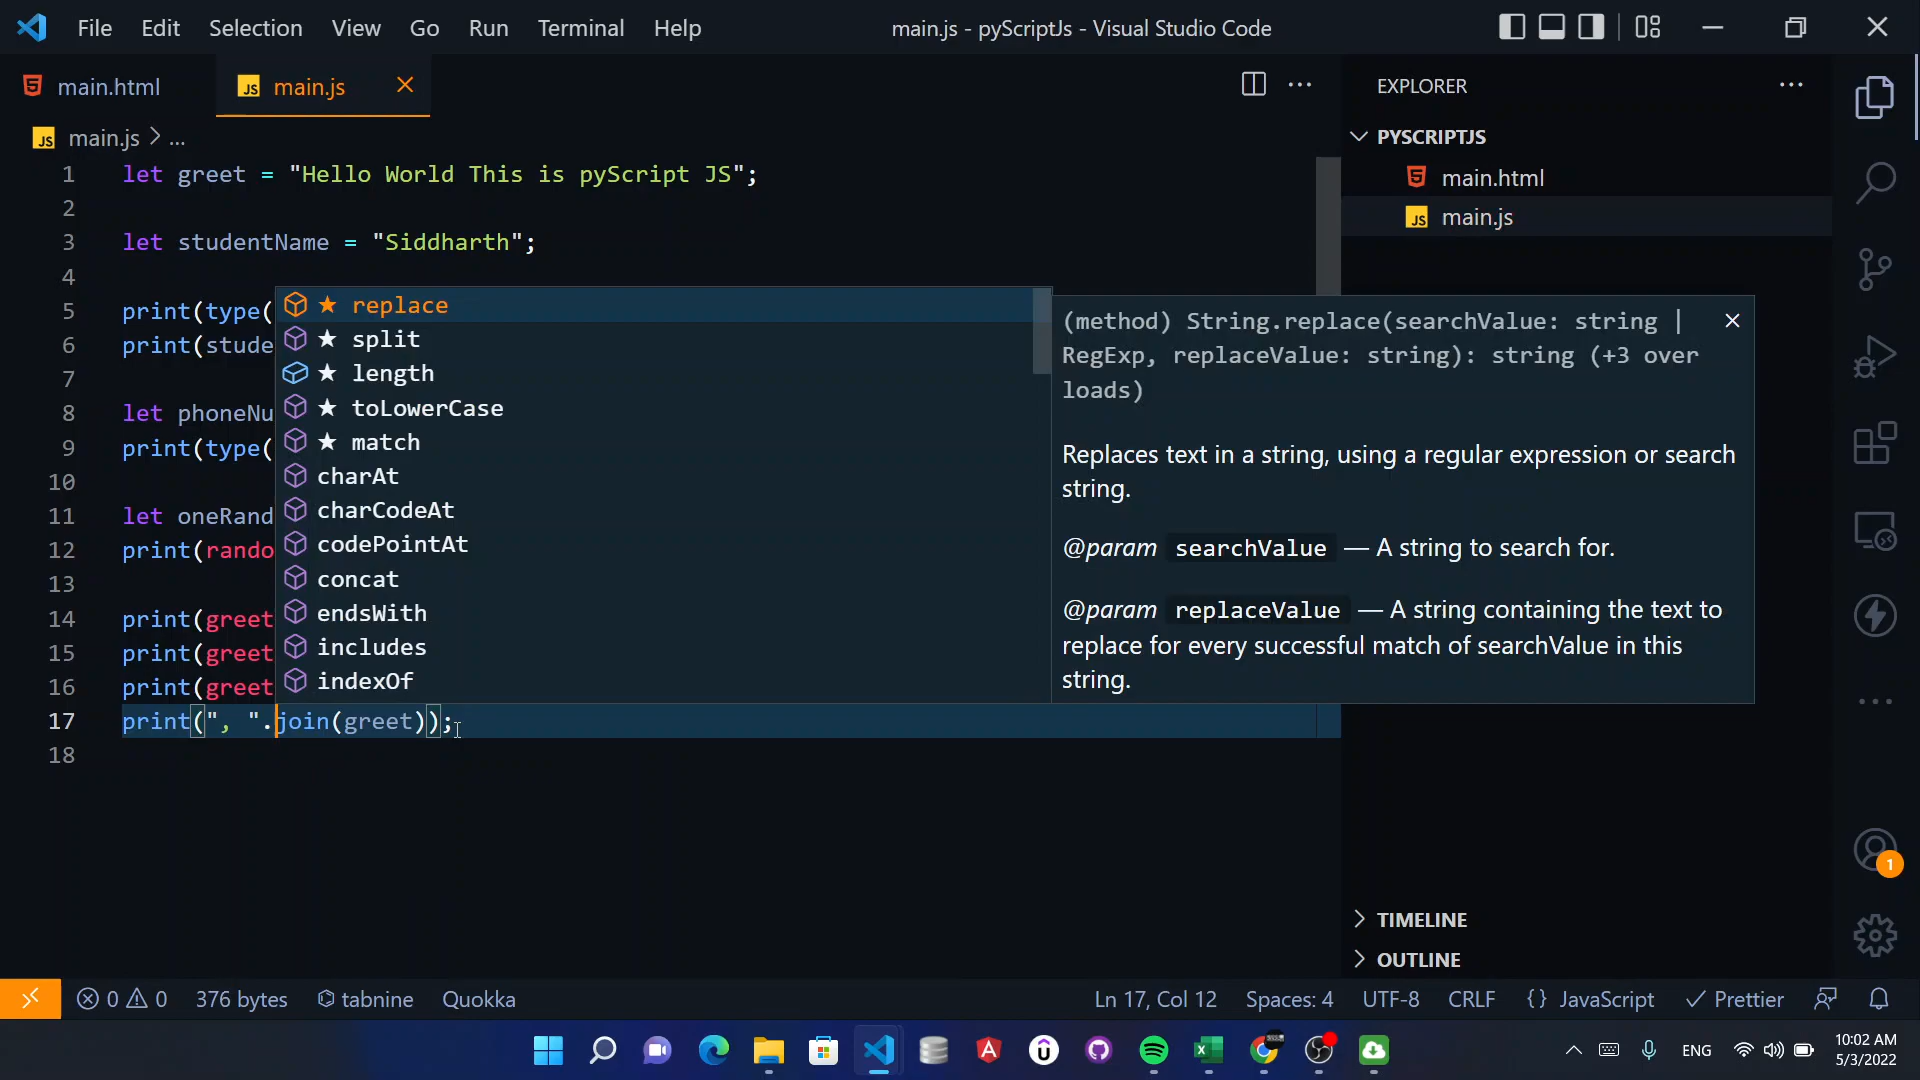 File Edit Selection View Go Run Terminal Help main.js - pyScriptJs - Visual Studio Code
main.html
JS main.js
JS main.js > ...
1 let greet = "Hello World This is pyScript JS";
2
3 let studentName = "Siddharth";
4
5 print(type(
6 print(stude
7
8 let phoneNu
9 print(type(
10
11 let oneRand
12 print(rando
13
14 print(greet
15 print(greet
16 print(greet
17 print(", ".join(greet));
18
★ replace
★ split
★ length
★ toLowerCase
★ match
charAt
charCodeAt
codePointAt
concat
endsWith
includes
indexOf
(method) String.replace(searchValue: string |
RegExp, replaceValue: string): string (+3 over
loads)
Replaces text in a string, using a regular expression or search
string.
@param searchValue — A string to search for.
@param replaceValue — A string containing the text to
replace for every successful match of searchValue in this
string.
EXPLORER
PYSCRIPTJS
main.html
JS main.js
TIMELINE
OUTLINE
1
0 0 376 bytes tabnine Quokka Ln 17, Col 12 Spaces: 4 UTF-8 CRLF {} JavaScript Prettier
ENG
10:02 AM
5/3/2022